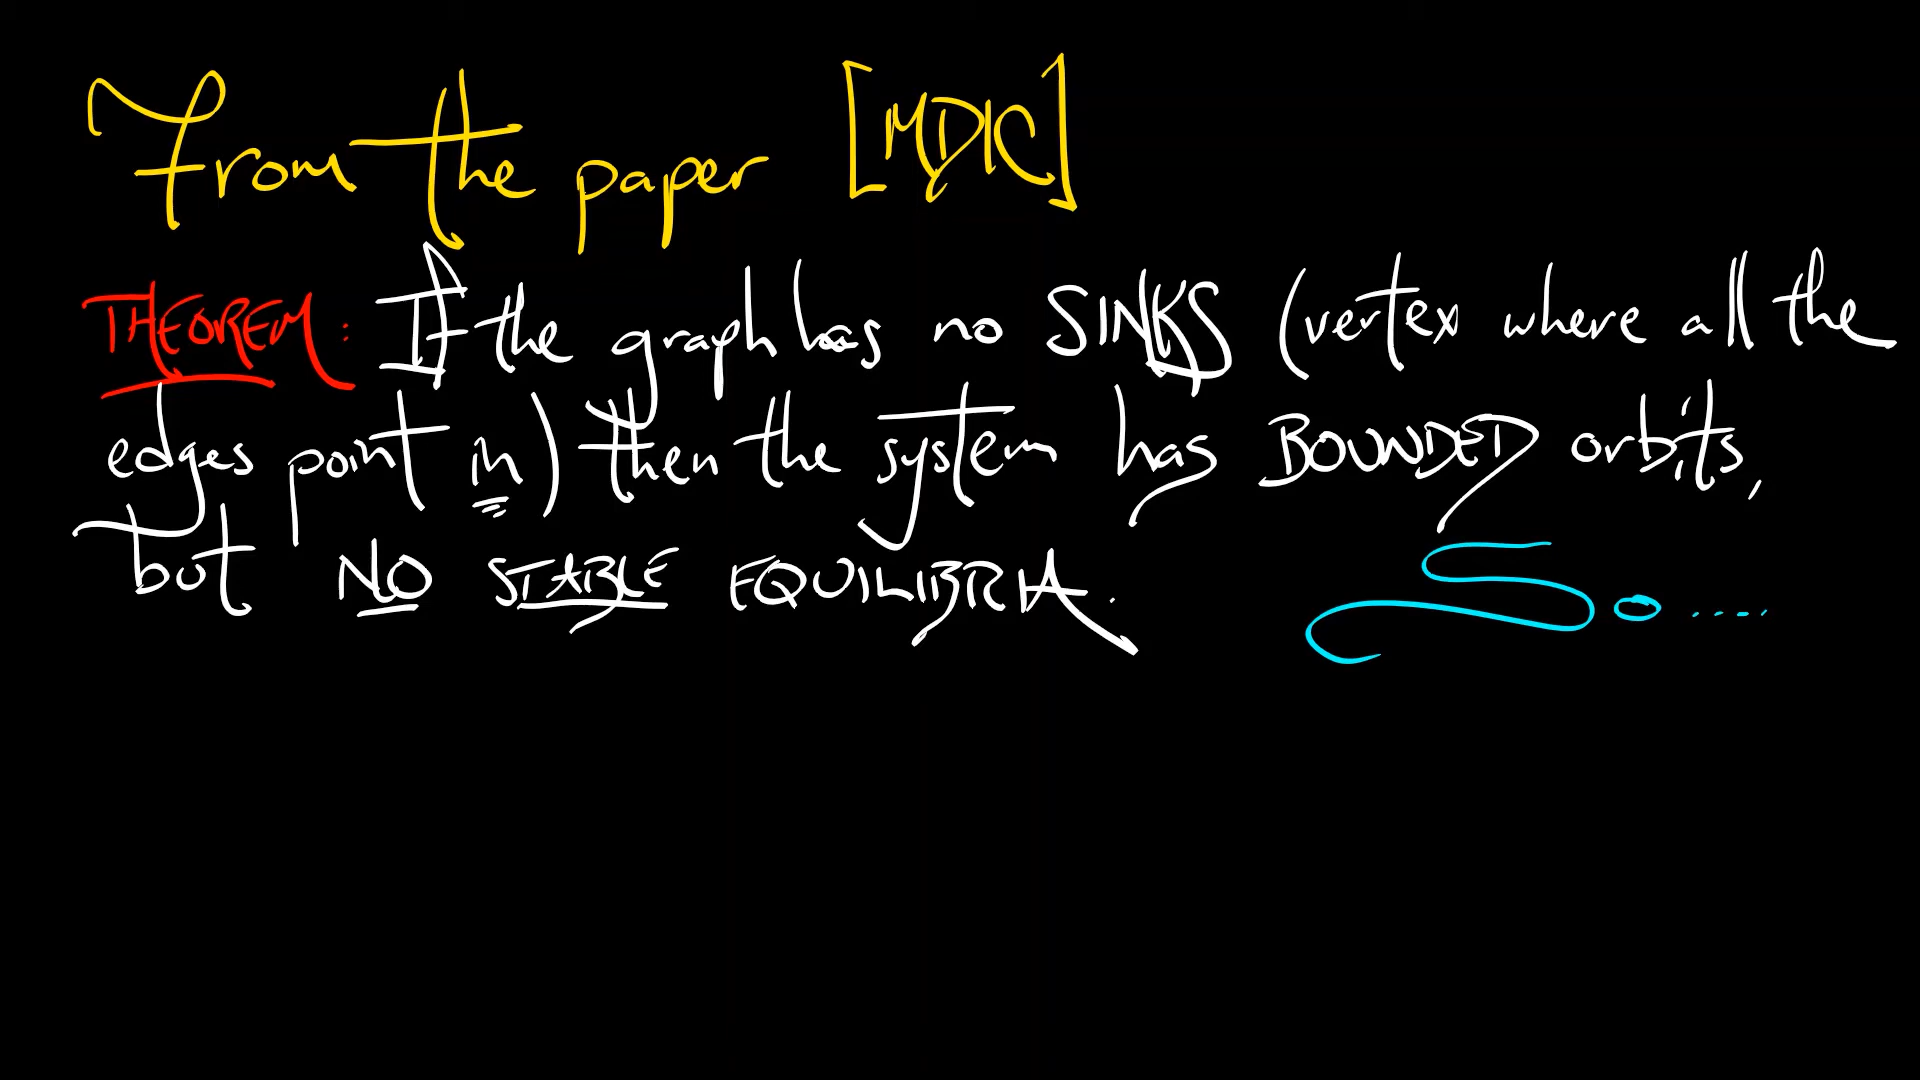 From the paper [MDIC]
THEOREM: If the graph has no SINKS (vertex where all the
edges point in) then the system has BOUNDED orbits,
but NO STABLE EQUILIBRIA.
So.....